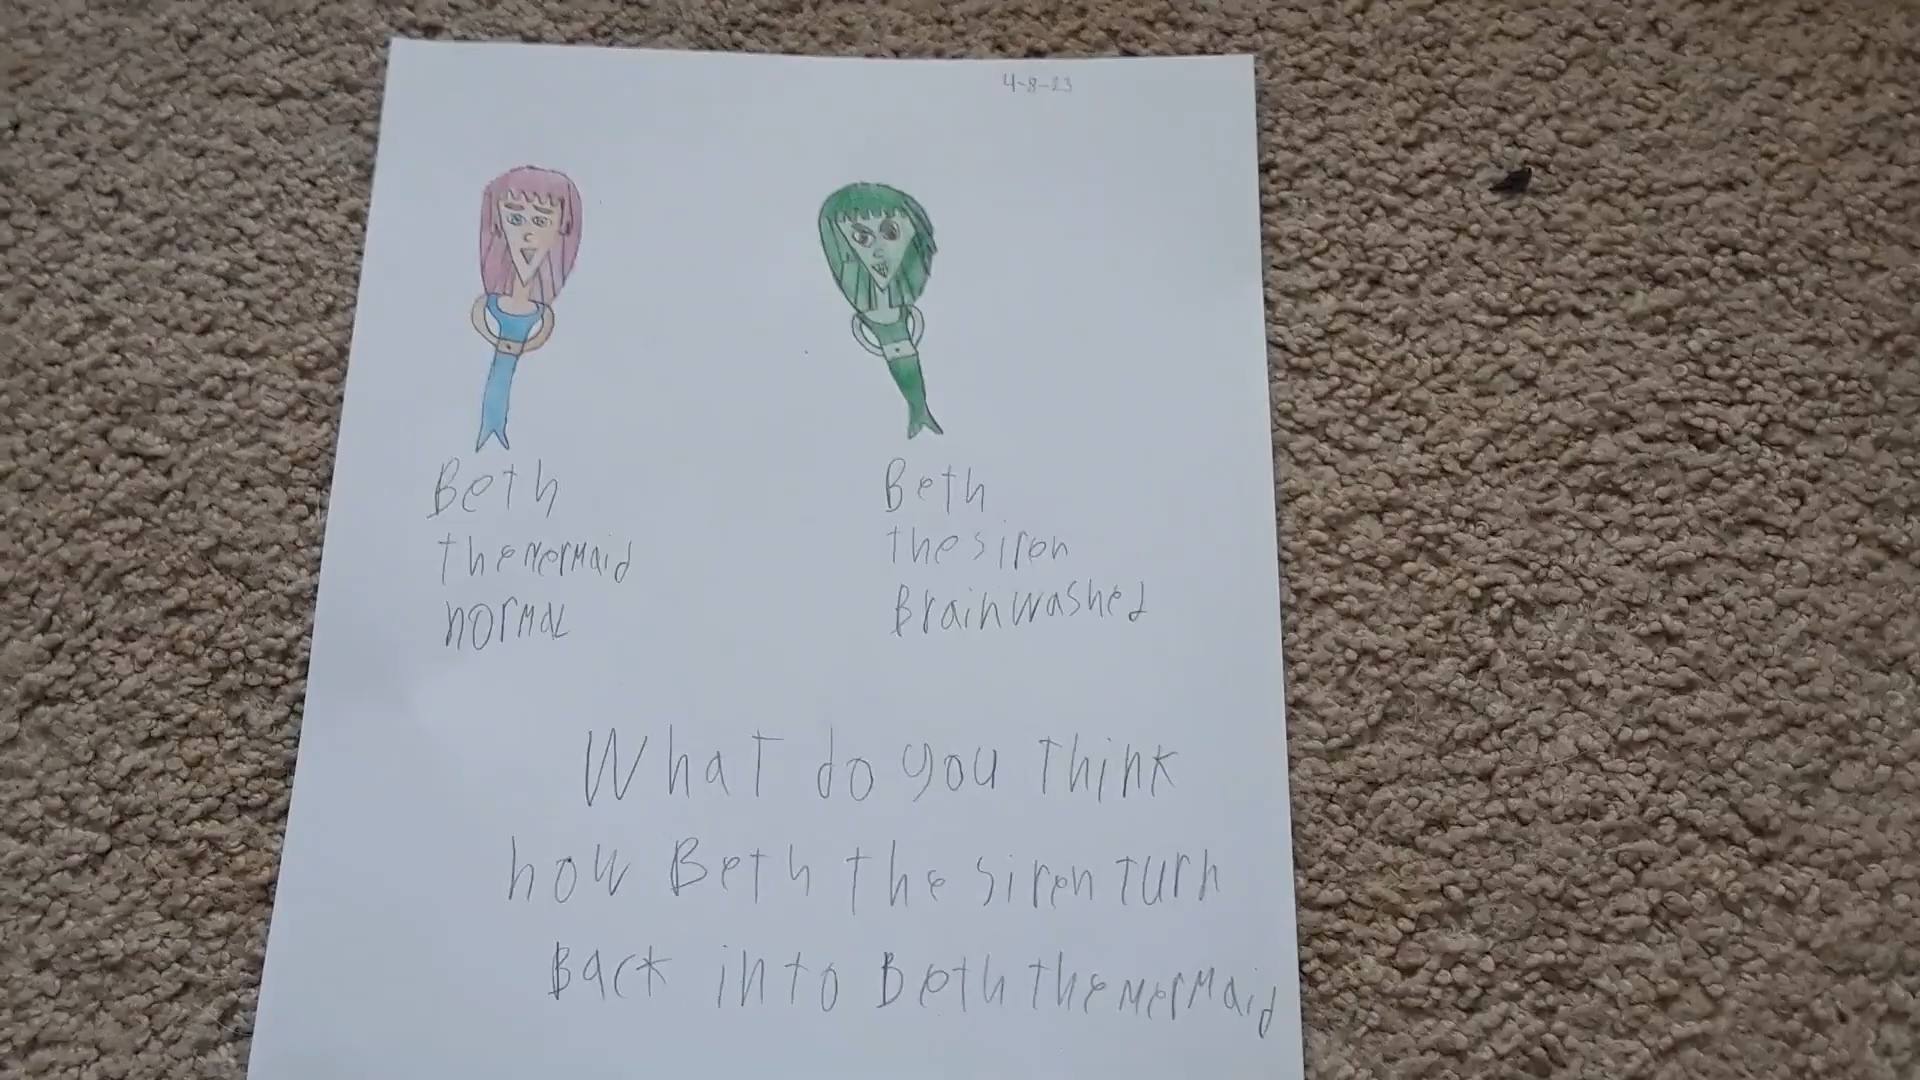 4-8-23
Beth
the mermaid
normal
Beth
the siren
Brainwashed
What do you think
how Beth the siren turn
Back into Beth the mermaid